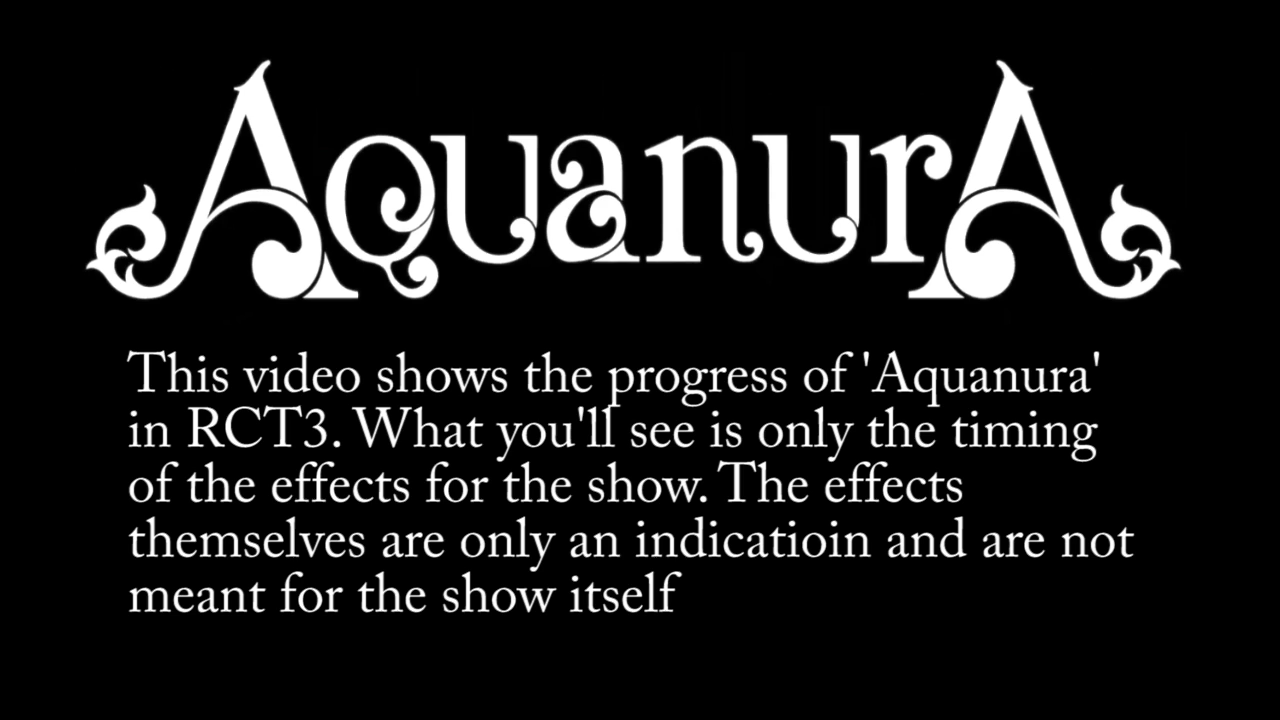 AquanurA
This video shows the progress of 'Aquanura'
in RCT3. What you'll see is only the timing
of the effects for the show. The effects
themselves are only an indicatioin and are not
meant for the show itself